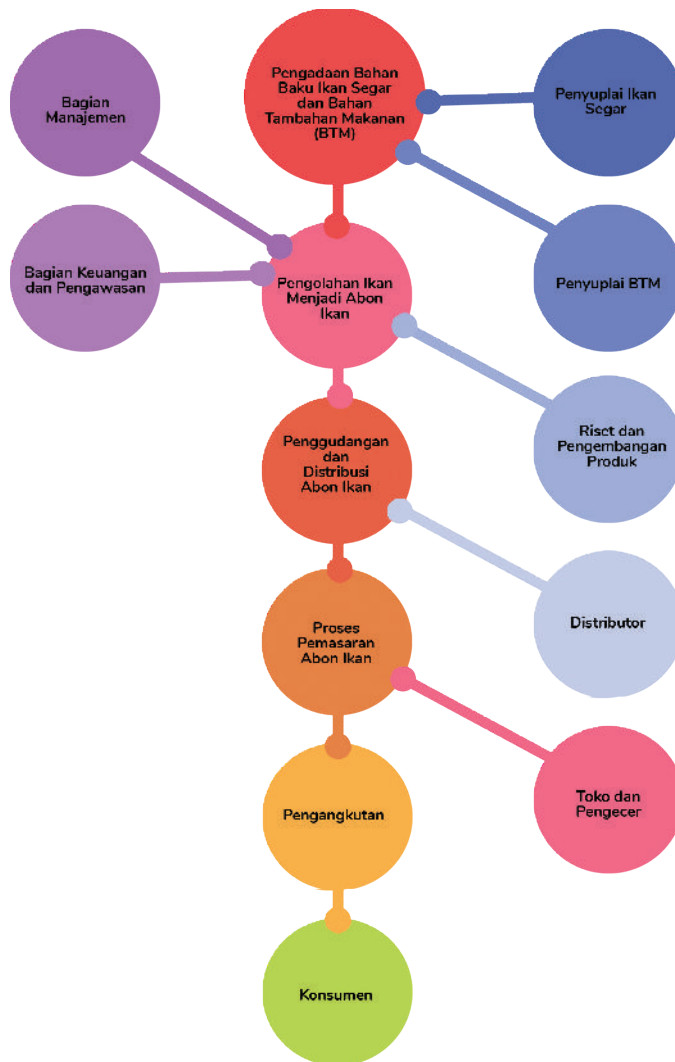 Bagian
Manajemen
Pengadaan Bahan
Baku Ikan Segar
dan Bahan
Tambahan Makanan
(BTM)
Penyuplai Ikan
Segar
Bagian Keuangan
dan Pengawasan
Pengolahan Ikan
Menjadi Abon
Ikan
Penyuplai BTM
Penggudangan
dan
Distribusi
Abon Ikan
Riset dan
Pengembangan
Produk
Proses
Pemasaran
Abon Ikan
Distributor
Pengangkutan
Toko dan
Pengecer
Konsumen